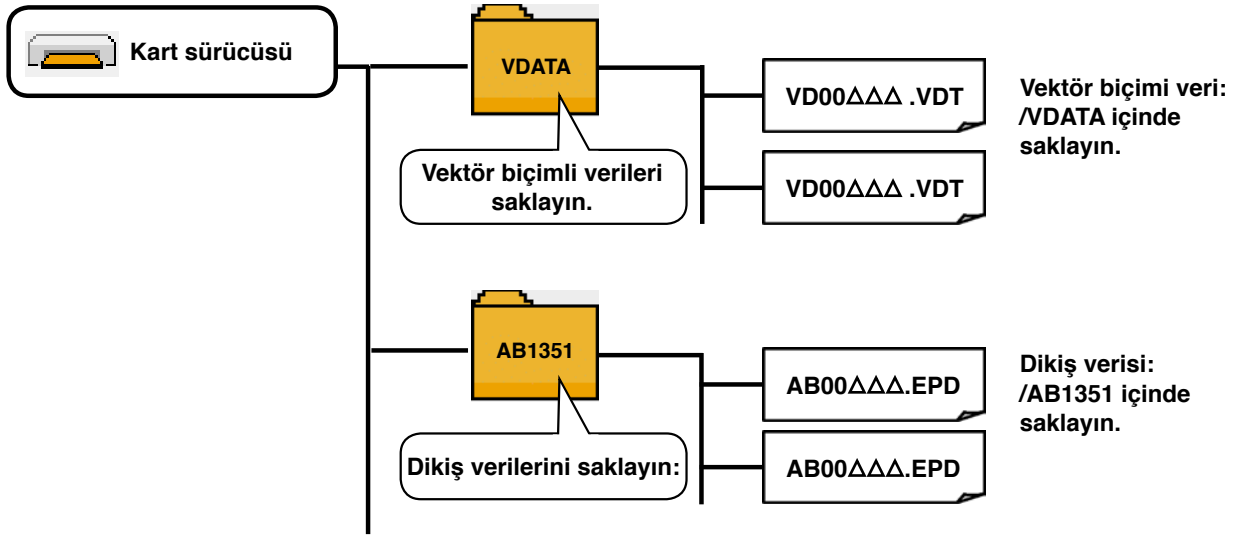 Kart sürücüsü
VDATA
Vektör biçimli verileri
saklayın.
VD00△△△ .VDT
VD00△△△ .VDT
Vektör biçimi veri:
/VDATA içinde
saklayın.
AB1351
Dikiş verilerini saklayın:
AB00△△△.EPD
AB00△△△.EPD
Dikiş verisi:
/AB1351 içinde
saklayın.